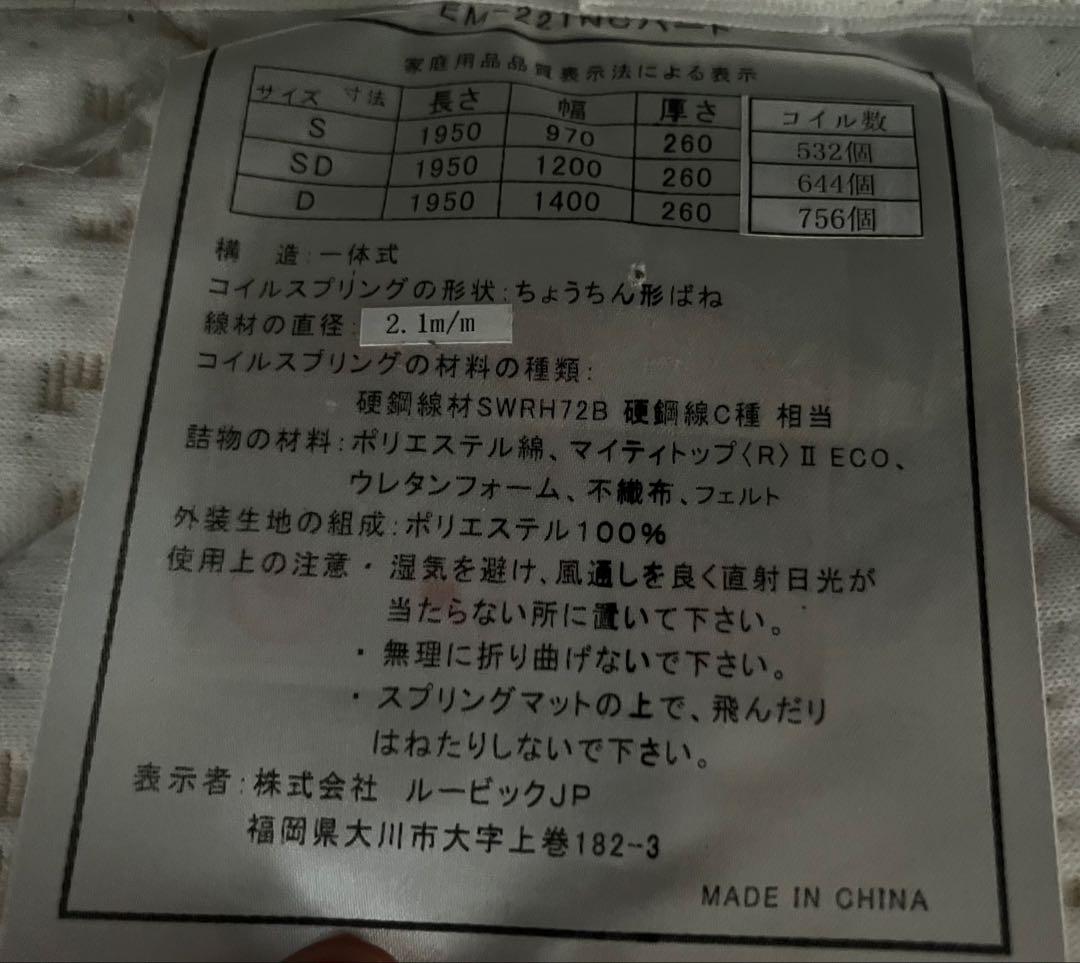 EM-221NCハード
家庭用品品質表示法による表示
サイズ 寸法 長さ 幅 厚さ コイル数
S 1950 970 260 532個
SD 1950 1200 260 644個
D 1950 1400 260 756個
構 造:一体式
コイルスプリングの形状:ちょうちん形ばね
線材の直径: 2.1m/m
コイルスプリングの材料の種類:
硬鋼線材SWRH72B 硬鋼線C種 相当
詰物の材料:ポリエステル綿、マイティトップ〈R〉Ⅱ ECO、
ウレタンフォーム、不織布、フェルト
外装生地の組成:ポリエステル100%
使用上の注意・湿気を避け、風通しを良く直射日光が
当たらない所に置いて下さい。
・無理に折り曲げないで下さい。
・スプリングマットの上で、飛んだり
はねたりしないで下さい。
表示者:株式会社 ルービックJP
福岡県大川市大字上巻182-3
MADE IN CHINA